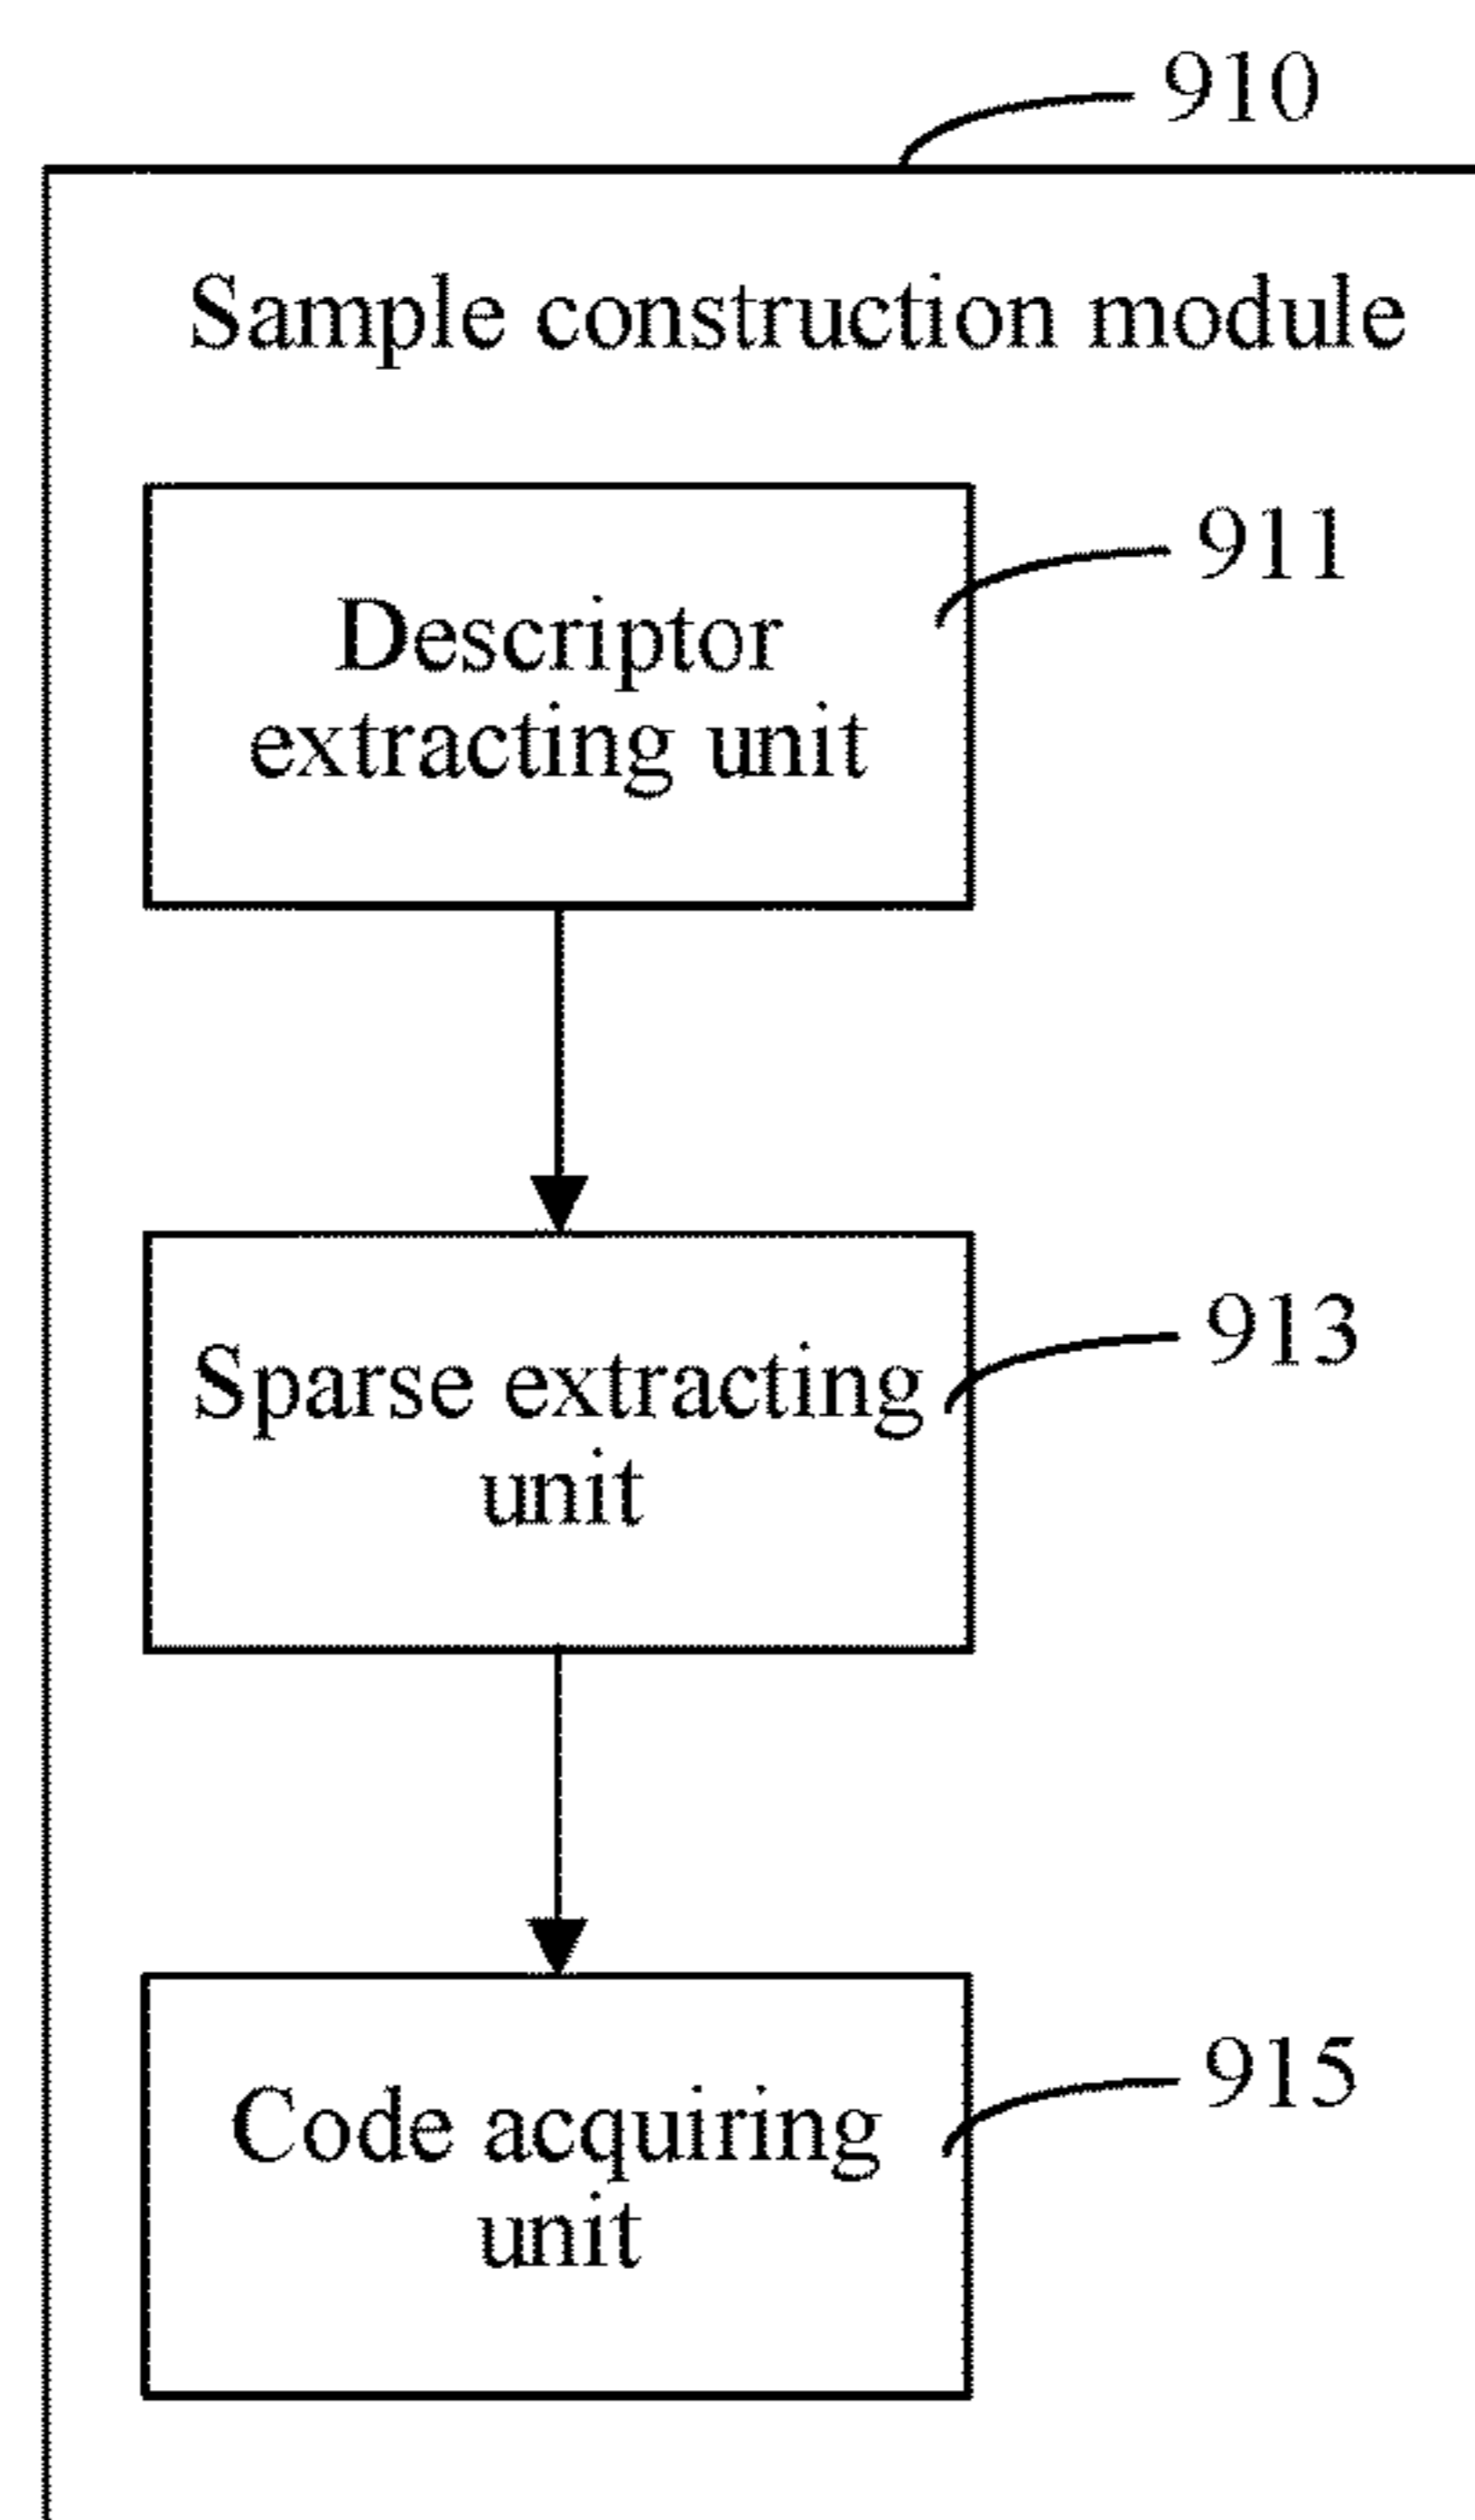 910
Sample construction module
911
Descriptor
extracting unit
913
Sparse extracting
unit
915
Code acquiring
unit